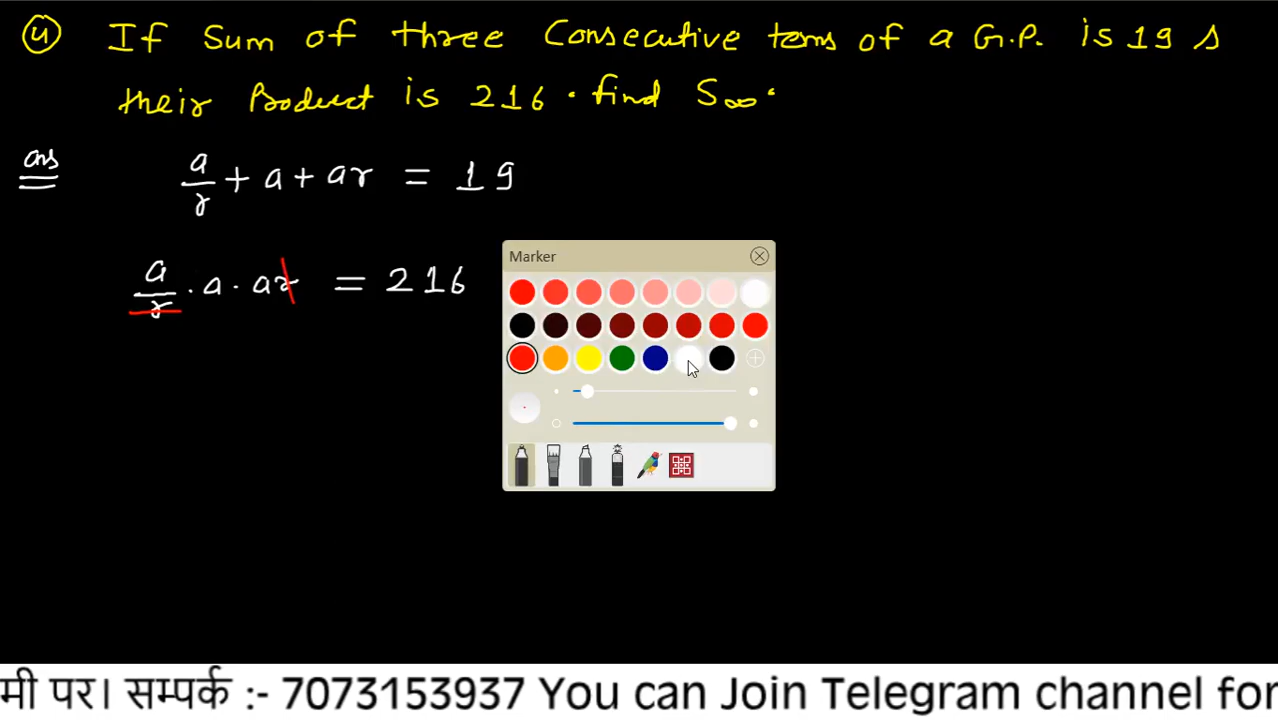 ④ If Sum of three Consecutive tems of a G.P. is 19 s
their Product is 216. find S∞.
ans a/r + a + ar = 19
a/r . a . ar = 216
Marker
मी पर। सम्पर्क :- 7073153937 You can Join Telegram channel for